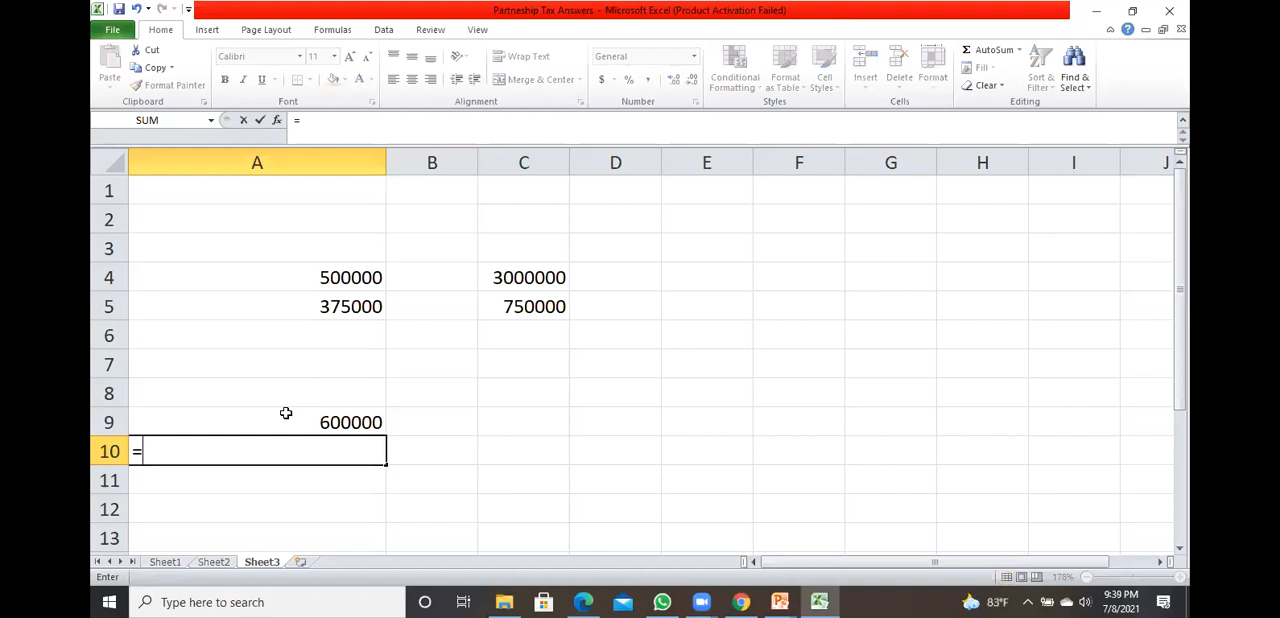 Partneship Tax Answers - Microsoft Excel (Product Activation Failed)
File Home Insert Page Layout Formulas Data Review View
Cut
Copy
Format Painter
Paste
Clipboard
Calibri 11
B I U A
Font
Wrap Text
Merge & Center
Alignment
General
$ % ,
Number
Conditional Formatting
Format as Table
Cell Styles
Styles
Insert Delete Format
Cells
Σ AutoSum
Fill
Clear
Sort & Filter
Find & Select
Editing
SUM fx =
A B C D E F G H I J
1
2
3
4 500000 3000000
5 375000 750000
6
7
8
9 600000
10 =
11
12
13
Sheet1 Sheet2 Sheet3
Enter 178%
Type here to search
83°F
9:39 PM
7/8/2021